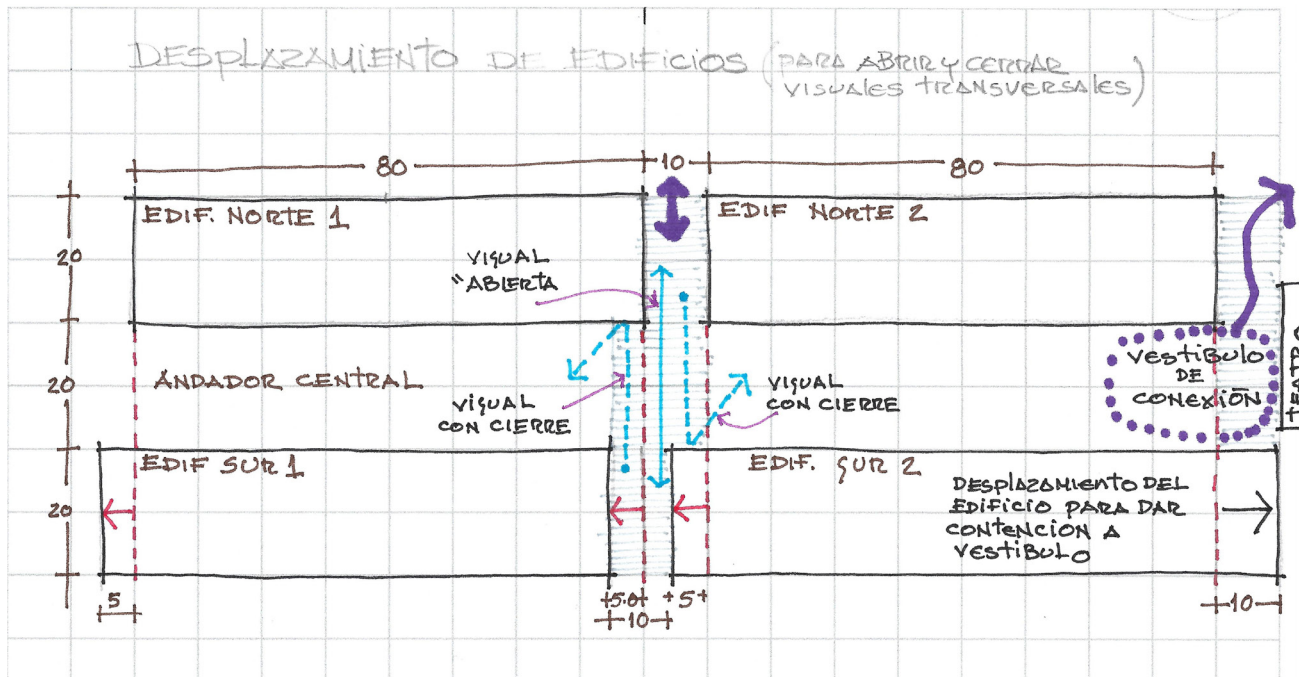 DESPLAZAMIENTO DE EDIFICIOS (PARA ABRIR Y CERRAR
VISUALES TRANSVERSALES)
80
10
80
EDIF. NORTE 1
EDIF NORTE 2
20
VISUAL
"ABIERTA
ANDADOR CENTRAL
20
VISUAL
CON CIERRE
VISUAL
CON CIERRE
VESTIBULO
DE
CONEXIÓN
TEATRO
EDIF SUR 1
EDIF. SUR 2
20
DESPLAZAMIENTO DEL
EDIFICIO PARA DAR
CONTENCIÓN A
VESTIBULO
5
5.0
5
10
10